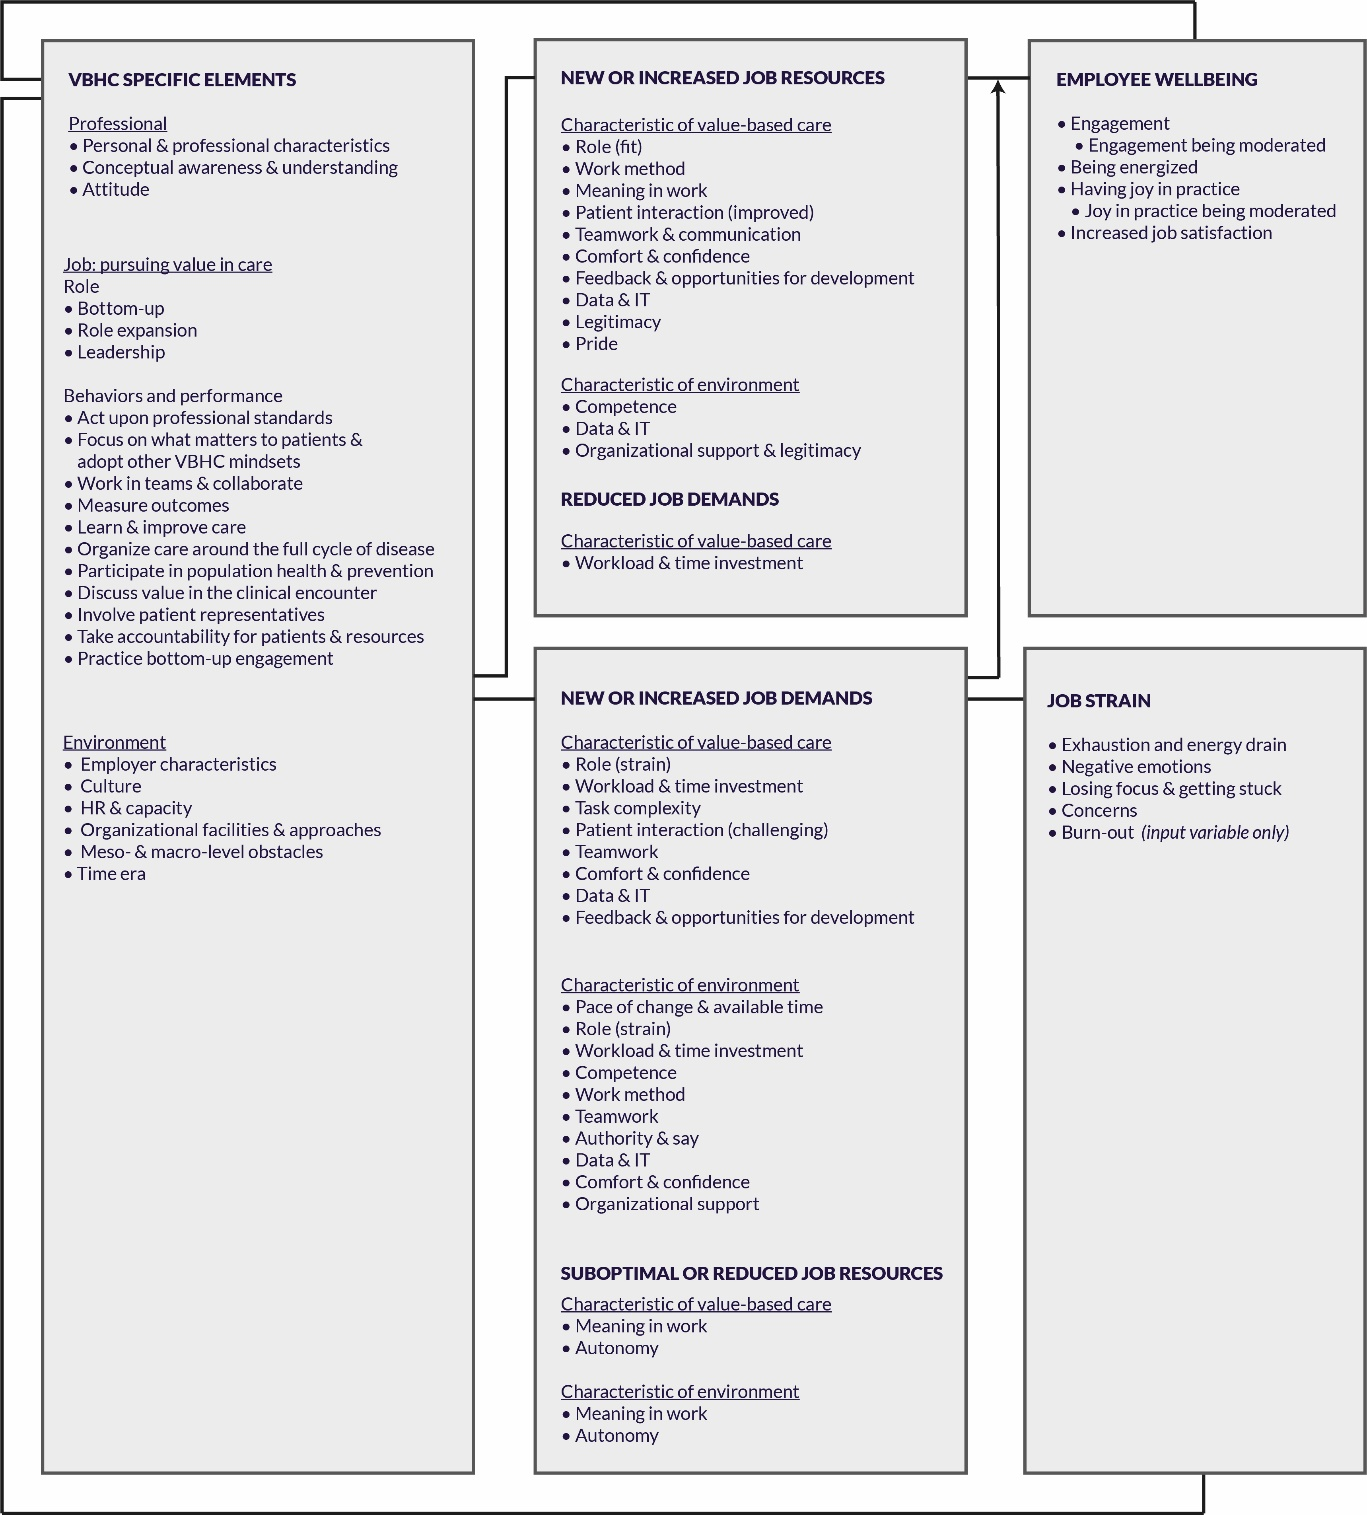 VBHC SPECIFIC ELEMENTS
Professional
• Personal & professional characteristics
• Conceptual awareness & understanding
• Attitude
Job: pursuing value in care
Role
• Bottom-up
• Role expansion
• Leadership
Behaviors and performance
• Act upon professional standards
• Focus on what matters to patients &
adopt other VBHC mindsets
• Work in teams & collaborate
• Measure outcomes
• Learn & improve care
• Organize care around the full cycle of disease
• Participate in population health & prevention
• Discuss value in the clinical encounter
• Involve patient representatives
• Take accountability for patients & resources
• Practice bottom-up engagement
Environment
• Employer characteristics
• Culture
• HR & capacity
• Organizational facilities & approaches
• Meso- & macro-level obstacles
• Time era
NEW OR INCREASED JOB RESOURCES
Characteristic of value-based care
• Role (fit)
• Work method
• Meaning in work
• Patient interaction (improved)
• Teamwork & communication
• Comfort & confidence
• Feedback & opportunities for development
• Data & IT
• Legitimacy
• Pride
Characteristic of environment
• Competence
• Data & IT
• Organizational support & legitimacy
REDUCED JOB DEMANDS
Characteristic of value-based care
• Workload & time investment
NEW OR INCREASED JOB DEMANDS
Characteristic of value-based care
• Role (strain)
• Workload & time investment
• Task complexity
• Patient interaction (challenging)
• Teamwork
• Comfort & confidence
• Data & IT
• Feedback & opportunities for development
Characteristic of environment
• Pace of change & available time
• Role (strain)
• Workload & time investment
• Competence
• Work method
• Teamwork
• Authority & say
• Data & IT
• Comfort & confidence
• Organizational support
SUBOPTIMAL OR REDUCED JOB RESOURCES
Characteristic of value-based care
• Meaning in work
• Autonomy
Characteristic of environment
• Meaning in work
• Autonomy
EMPLOYEE WELLBEING
• Engagement
• Engagement being moderated
• Being energized
• Having joy in practice
• Joy in practice being moderated
• Increased job satisfaction
JOB STRAIN
• Exhaustion and energy drain
• Negative emotions
• Losing focus & getting stuck
• Concerns
• Burn-out (input variable only)